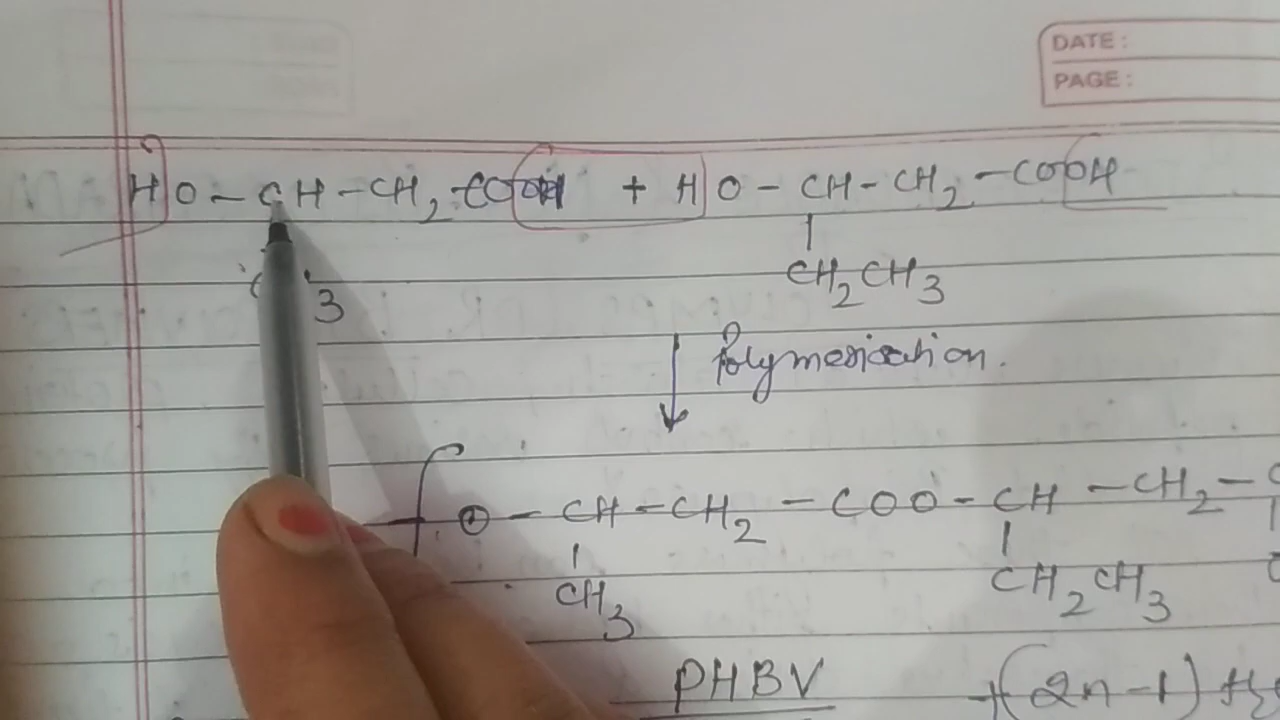 DATE :
PAGE :
HO-CH-CH2-COOH + HO-CH-CH2-COOH
3 CH2CH3
Polymerization.
O-CH-CH2-COO-CH-CH2-
CH3 CH2CH3
PHBV +(2n-1)